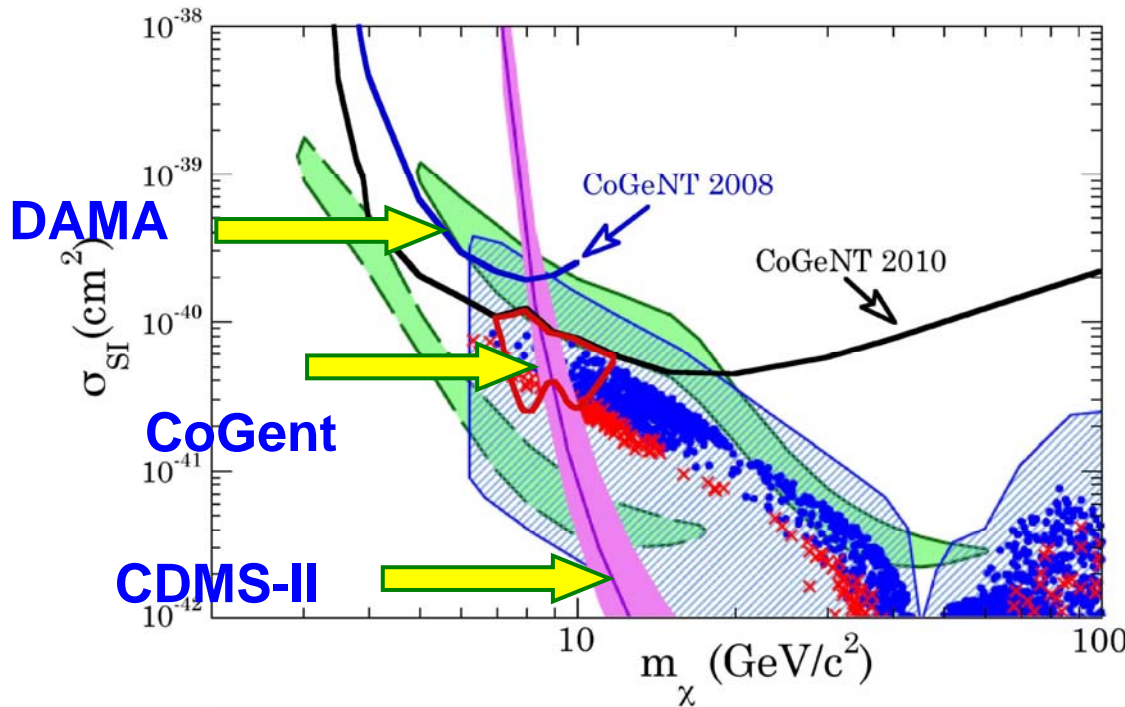 10⁻³⁸
10⁻³⁹
10⁻⁴⁰
10⁻⁴¹
10⁻⁴²
σ_SI (cm²)
DAMA
CoGeNT 2008
CoGeNT 2010
CoGent
CDMS-II
10
100
m_χ (GeV/c²)